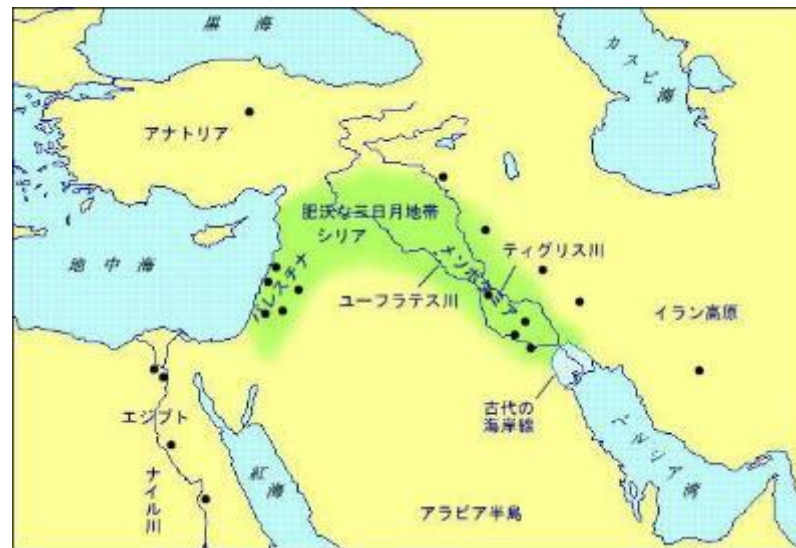 黒海
カスピ海
アナトリア
肥沃な三日月地帯
シリア
地中海
パレスチナ
メソポタミア
ティグリス川
ユーフラテス川
イラン高原
古代の
海岸線
エジプト
ナイル川
紅海
ペルシア湾
アラビア半島